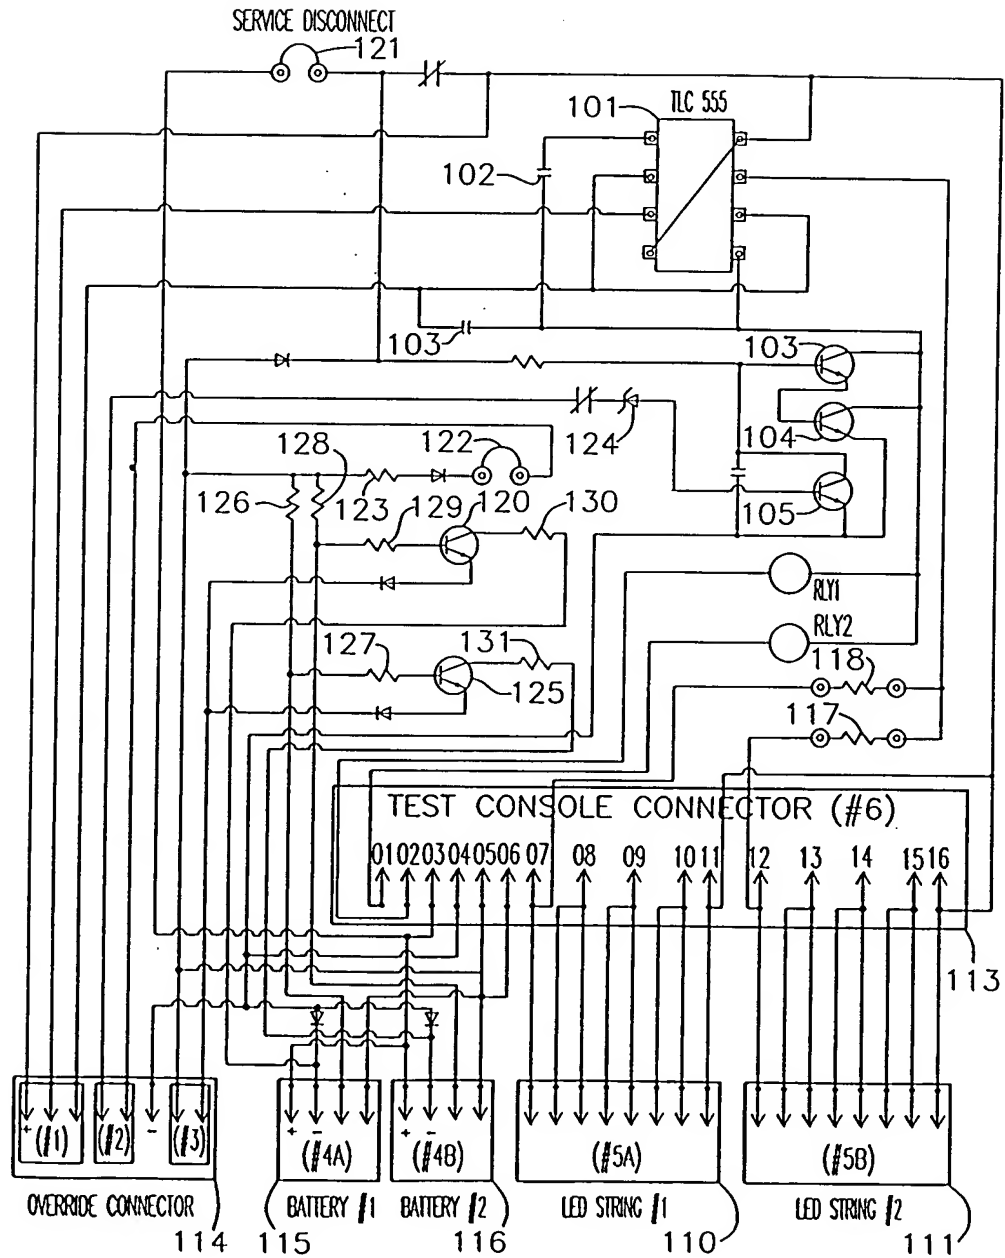 SERVICE DISCONNECT
121
101
TLC 555
102
103
103
128
122
124
104
126
123
129
120
130
105
RLY1
127
131
RLY2
118
125
117
TEST CONSOLE CONNECTOR (#6)
01 02 03 04 05 06 07 08 09 10 11 12 13 14 15 16
113
+ (#1) (#2) - (#3)
+ - + -
(#4A) (#4B) (#5A) (#5B)
OVERRIDE CONNECTOR BATTERY #1 BATTERY #2 LED STRING #1 LED STRING #2
114 115 116 110 111